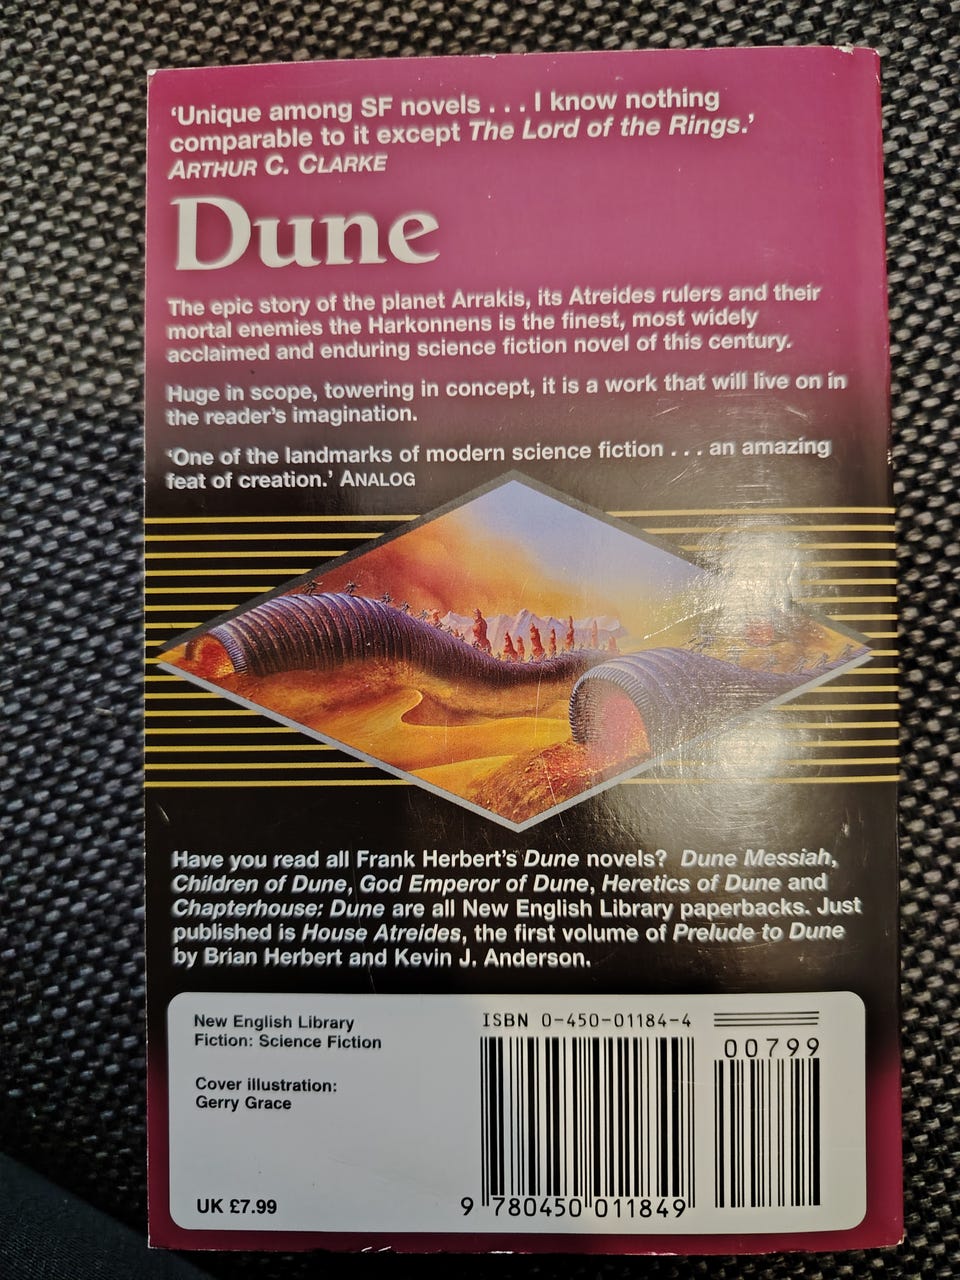 ‘Unique among SF novels . . . I know nothing
comparable to it except The Lord of the Rings.’
ARTHUR C. CLARKE
Dune
The epic story of the planet Arrakis, its Atreides rulers and their
mortal enemies the Harkonnens is the finest, most widely
acclaimed and enduring science fiction novel of this century.
Huge in scope, towering in concept, it is a work that will live on in
the reader’s imagination.
‘One of the landmarks of modern science fiction . . . an amazing
feat of creation.’ ANALOG
Have you read all Frank Herbert’s Dune novels? Dune Messiah,
Children of Dune, God Emperor of Dune, Heretics of Dune and
Chapterhouse: Dune are all New English Library paperbacks. Just
published is House Atreides, the first volume of Prelude to Dune
by Brian Herbert and Kevin J. Anderson.
New English Library
Fiction: Science Fiction
Cover illustration:
Gerry Grace
UK £7.99
ISBN 0-450-01184-4
00799
9 780450 011849